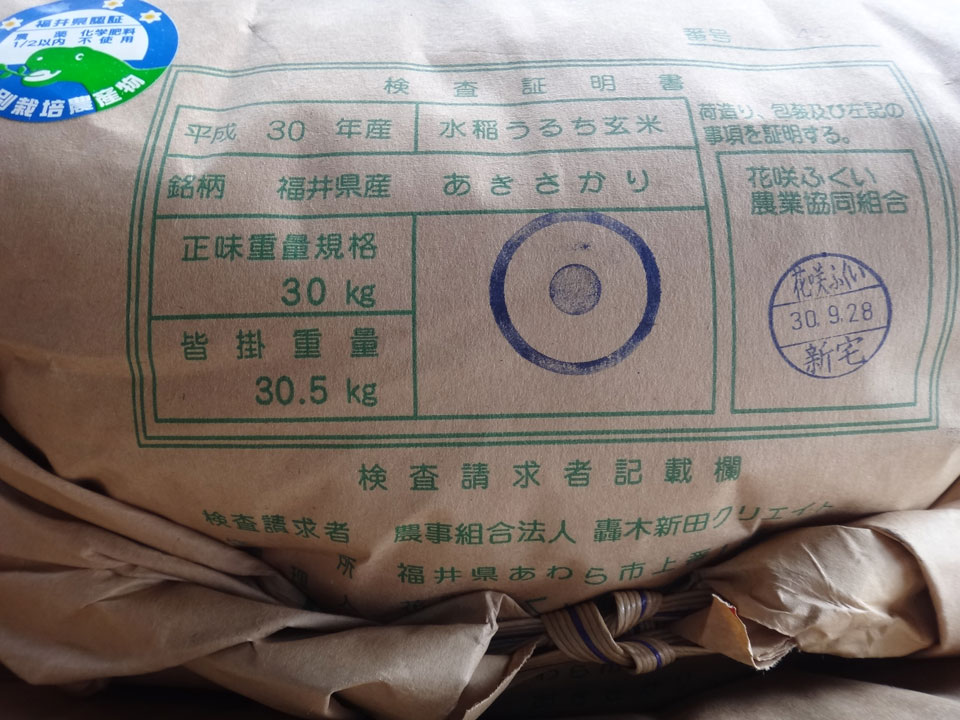 福井県認証
農薬 化学肥料
1/2以内 不使用
別栽培農産物
番号
検査証明書
平成 30 年産
水稲うるち玄米
荷造り、包装及び左記の
事項を証明する。
銘柄 福井県産 あきさかり
花咲ふくい
農業協同組合
正味重量規格
30 kg
皆掛重量
30.5 kg
花咲ふくい
30.9.28
新宅
検査請求者記載欄
検査請求者 農事組合法人 轟木新田クリエイト
所 福井県あわら市上番